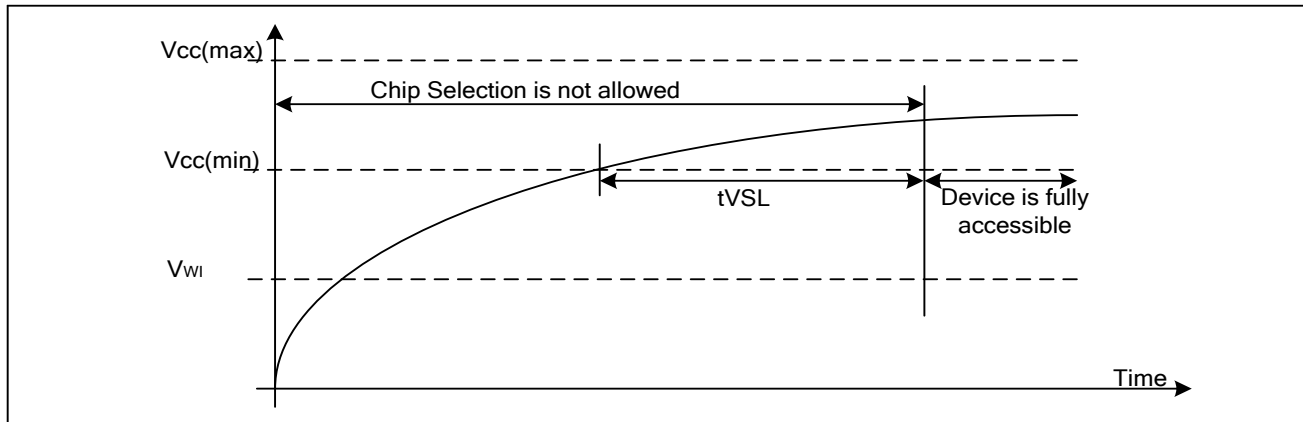 Vcc(max)
Chip Selection is not allowed
Vcc(min)
tVSL
Device is fully
accessible
VWI
Time